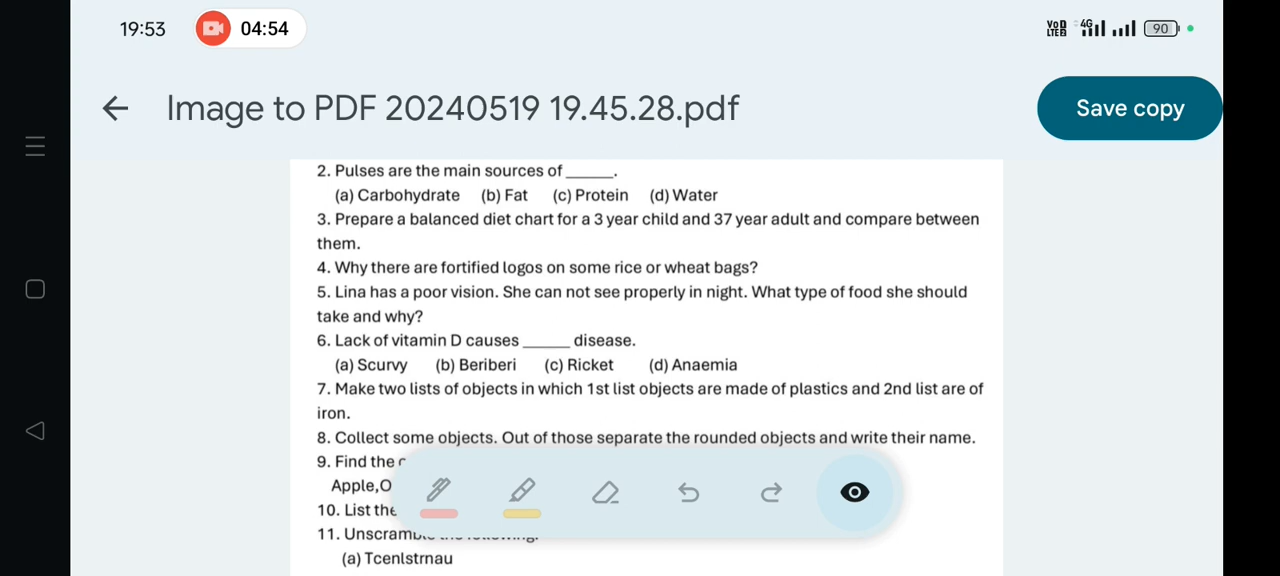 19:53 04:54 VoD LTE2 4G 90
Image to PDF 20240519 19.45.28.pdf Save copy
2. Pulses are the main sources of ______.
(a) Carbohydrate (b) Fat (c) Protein (d) Water
3. Prepare a balanced diet chart for a 3 year child and 37 year adult and compare between
them.
4. Why there are fortified logos on some rice or wheat bags?
5. Lina has a poor vision. She can not see properly in night. What type of food she should
take and why?
6. Lack of vitamin D causes ______ disease.
(a) Scurvy (b) Beriberi (c) Ricket (d) Anaemia
7. Make two lists of objects in which 1st list objects are made of plastics and 2nd list are of
iron.
8. Collect some objects. Out of those separate the rounded objects and write their name.
9. Find the
Apple,O
10. List the
11. Unscramble the following:
(a) Tcenlstrnau